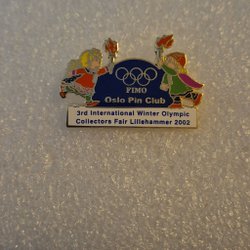 FIMO
Oslo Pin Club
3rd International Winter Olympic
Collectors Fair Lillehammer 2002